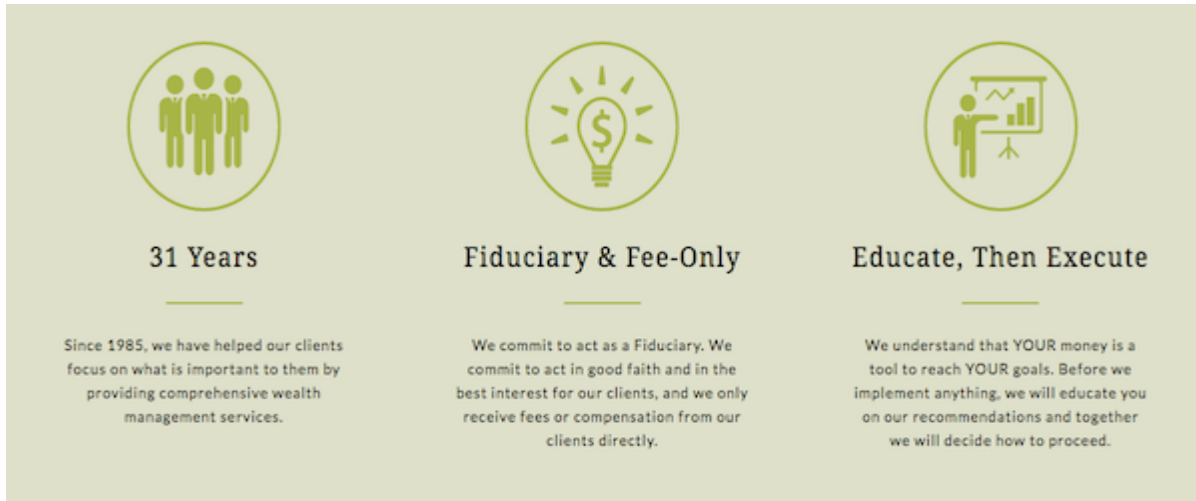 31 Years
Since 1985, we have helped our clients
focus on what is important to them by
providing comprehensive wealth
management services.
Fiduciary & Fee-Only
We commit to act as a Fiduciary. We
commit to act in good faith and in the
best interest for our clients, and we only
receive fees or compensation from our
clients directly.
Educate, Then Execute
We understand that YOUR money is a
tool to reach YOUR goals. Before we
implement anything, we will educate you
on our recommendations and together
we will decide how to proceed.